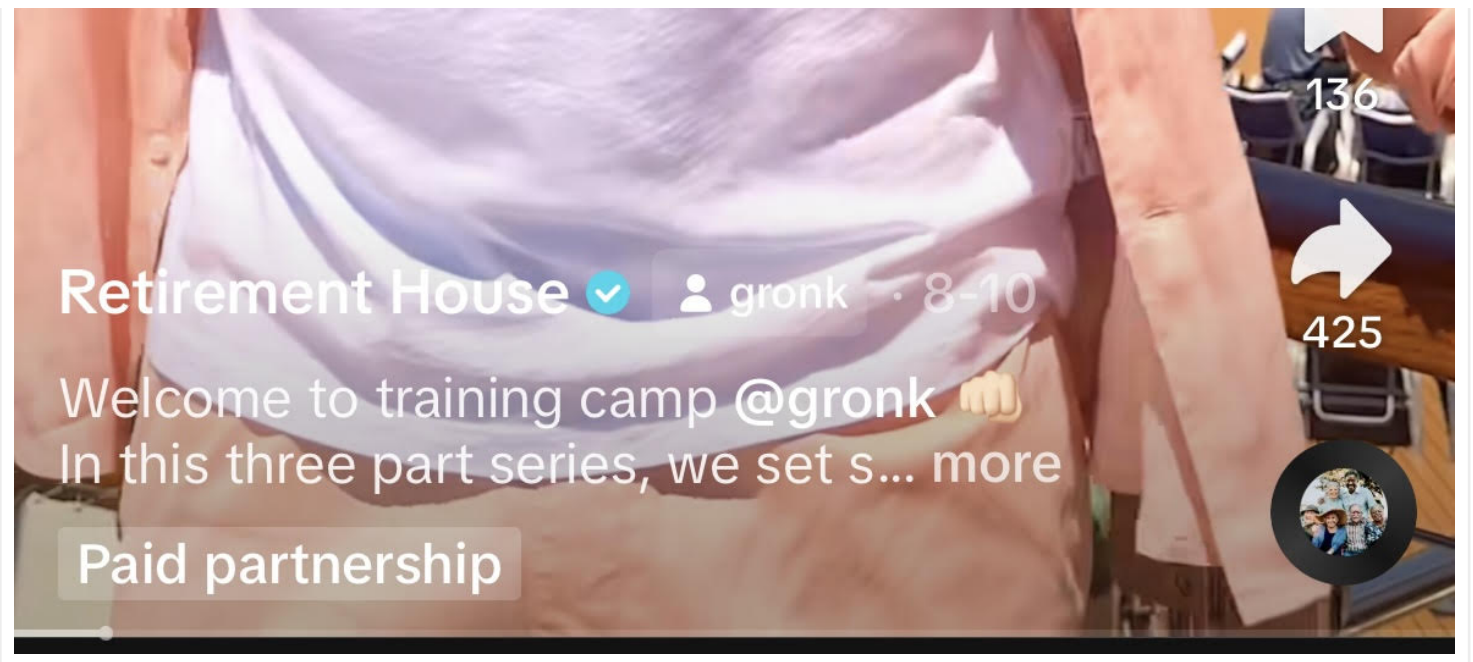 136
425
Retirement House gronk · 8-10
Welcome to training camp @gronk 👊🏼
In this three part series, we set s... more
Paid partnership